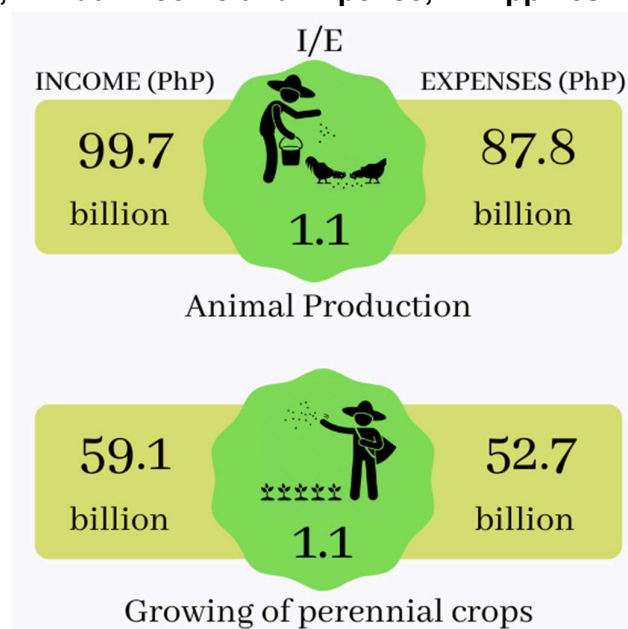 I/E
INCOME (PhP) EXPENSES (PhP)
99.7 87.8
billion billion
1.1
Animal Production
59.1 52.7
billion billion
1.1
Growing of perennial crops